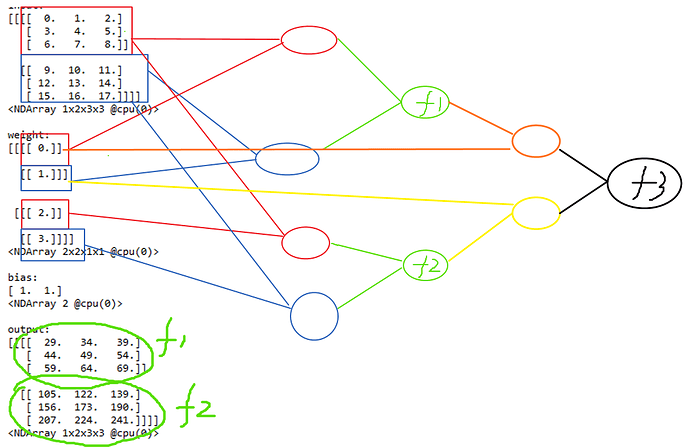 [[[[ 0. 1. 2.]
[ 3. 4. 5.]
[ 6. 7. 8.]]
[[ 9. 10. 11.]
[ 12. 13. 14.]
[ 15. 16. 17.]]]]
<NDArray 1x2x3x3 @cpu(0)>
weight:
[[[[ 0.]]
[[ 1.]]]
[[[ 2.]]
[[ 3.]]]]
<NDArray 2x2x1x1 @cpu(0)>
bias:
[ 1. 1.]
<NDArray 2 @cpu(0)>
output:
[[[[ 29. 34. 39.]
[ 44. 49. 54.]
[ 59. 64. 69.]]
[[ 105. 122. 139.]
[ 156. 173. 190.]
[ 207. 224. 241.]]]]
<NDArray 1x2x3x3 @cpu(0)>
f1
f2
f1
f2
f3